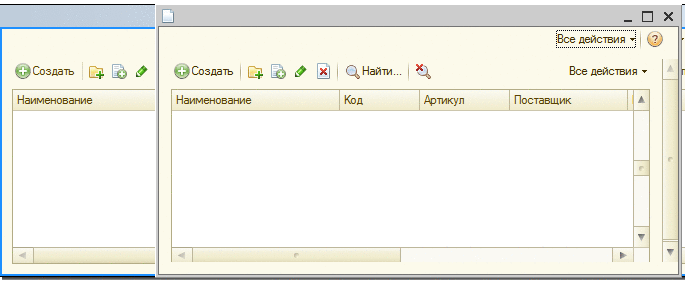 Все действия ?
Создать
Создать Найти... Все действия
Наименование
Наименование Код Артикул Поставщик